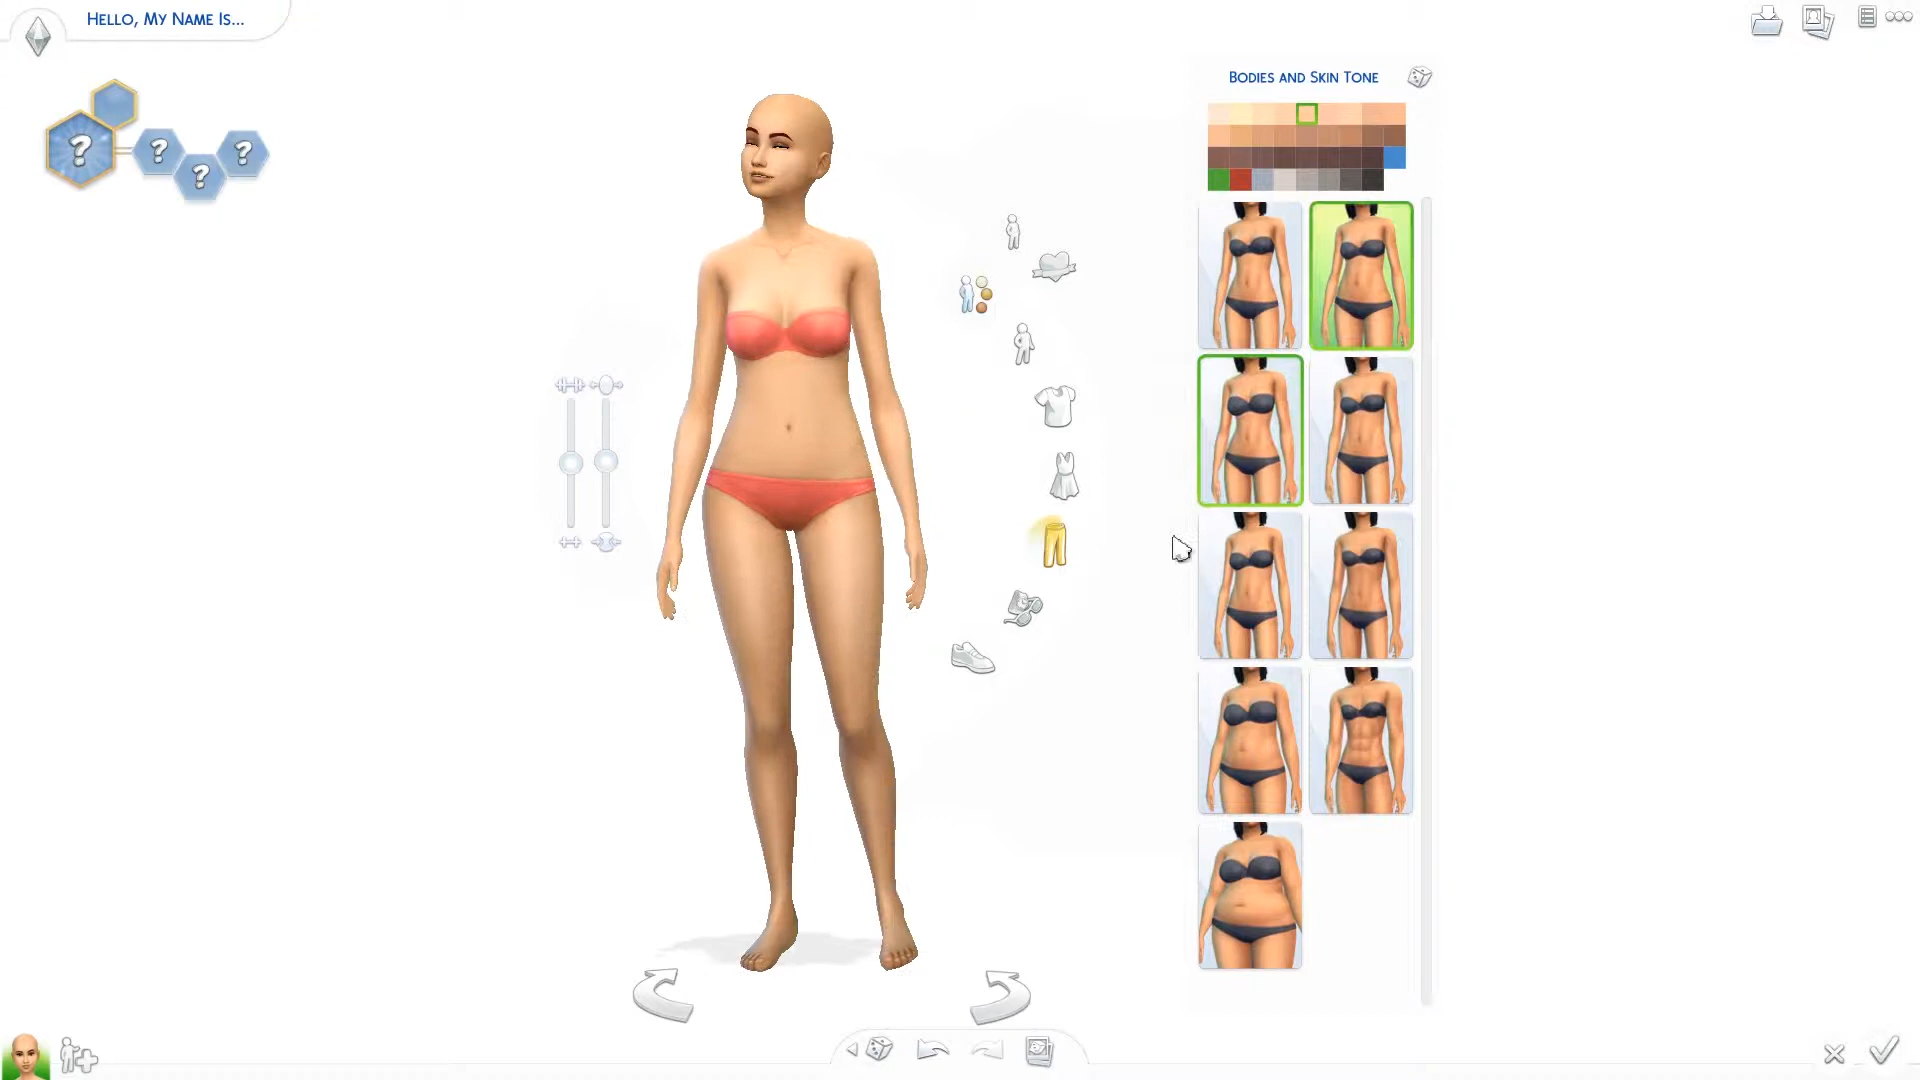 Hello, My Name Is...
Bodies and Skin Tone
? ? ? ?